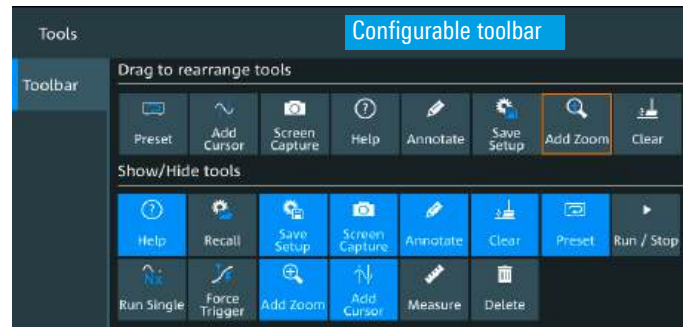 Tools
Configurable toolbar
Toolbar
Drag to rearrange tools
Preset
Add
Cursor
Screen
Capture
Help
Annotate
Save
Setup
Add Zoom
Clear
Show/Hide tools
Help
Recall
Save
Setup
Screen
Capture
Annotate
Clear
Preset
Run / Stop
Nx
Run Single
Force
Trigger
Add Zoom
Add
Cursor
Measure
Delete